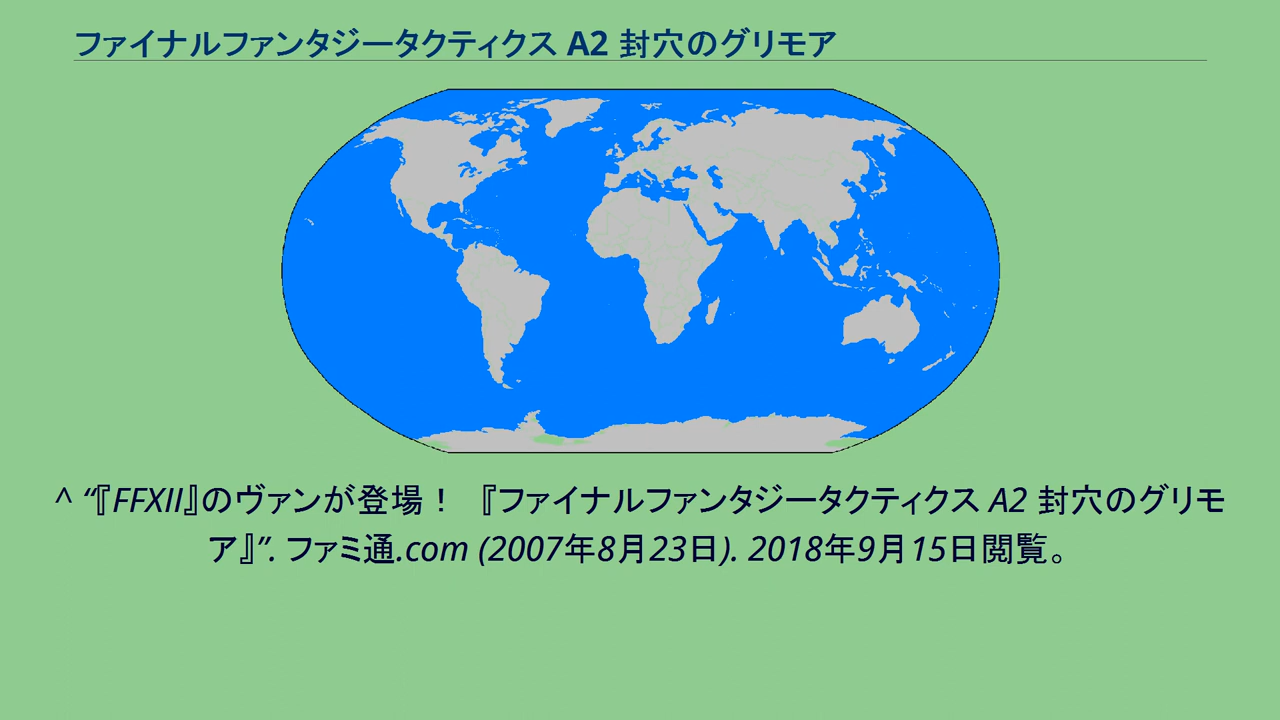 ファイナルファンタジータクティクス A2 封穴のグリモア
^ “『FFXII』のヴァンが登場！　『ファイナルファンタジータクティクス A2 封穴のグリモ
ア』”. ファミ通.com (2007年8月23日). 2018年9月15日閲覧。